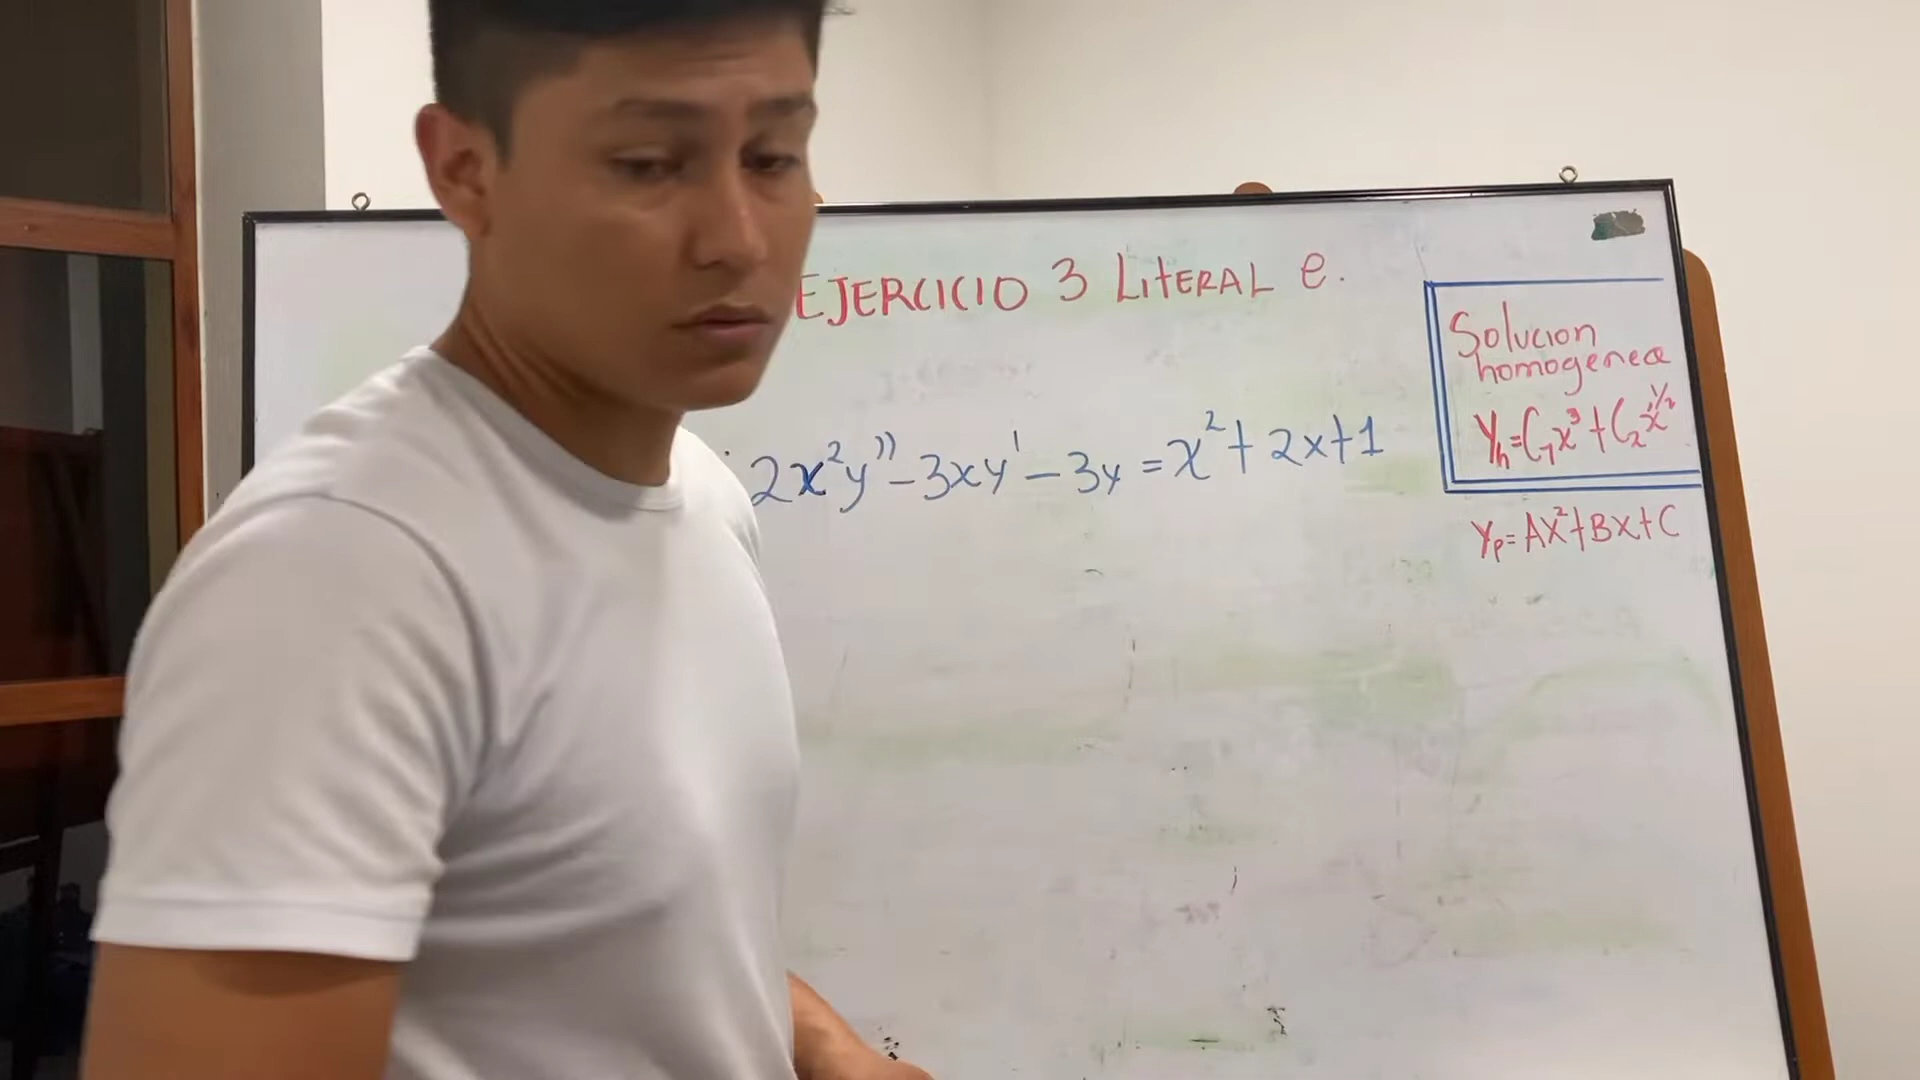 EJERCICIO 3 LITERAL e.
2x²y'' - 3xy' - 3y = x² + 2x + 1
Solucion
homogenea
Yh = C₁x³ + C₂x^1/2
Yp = Ax² + Bx + C